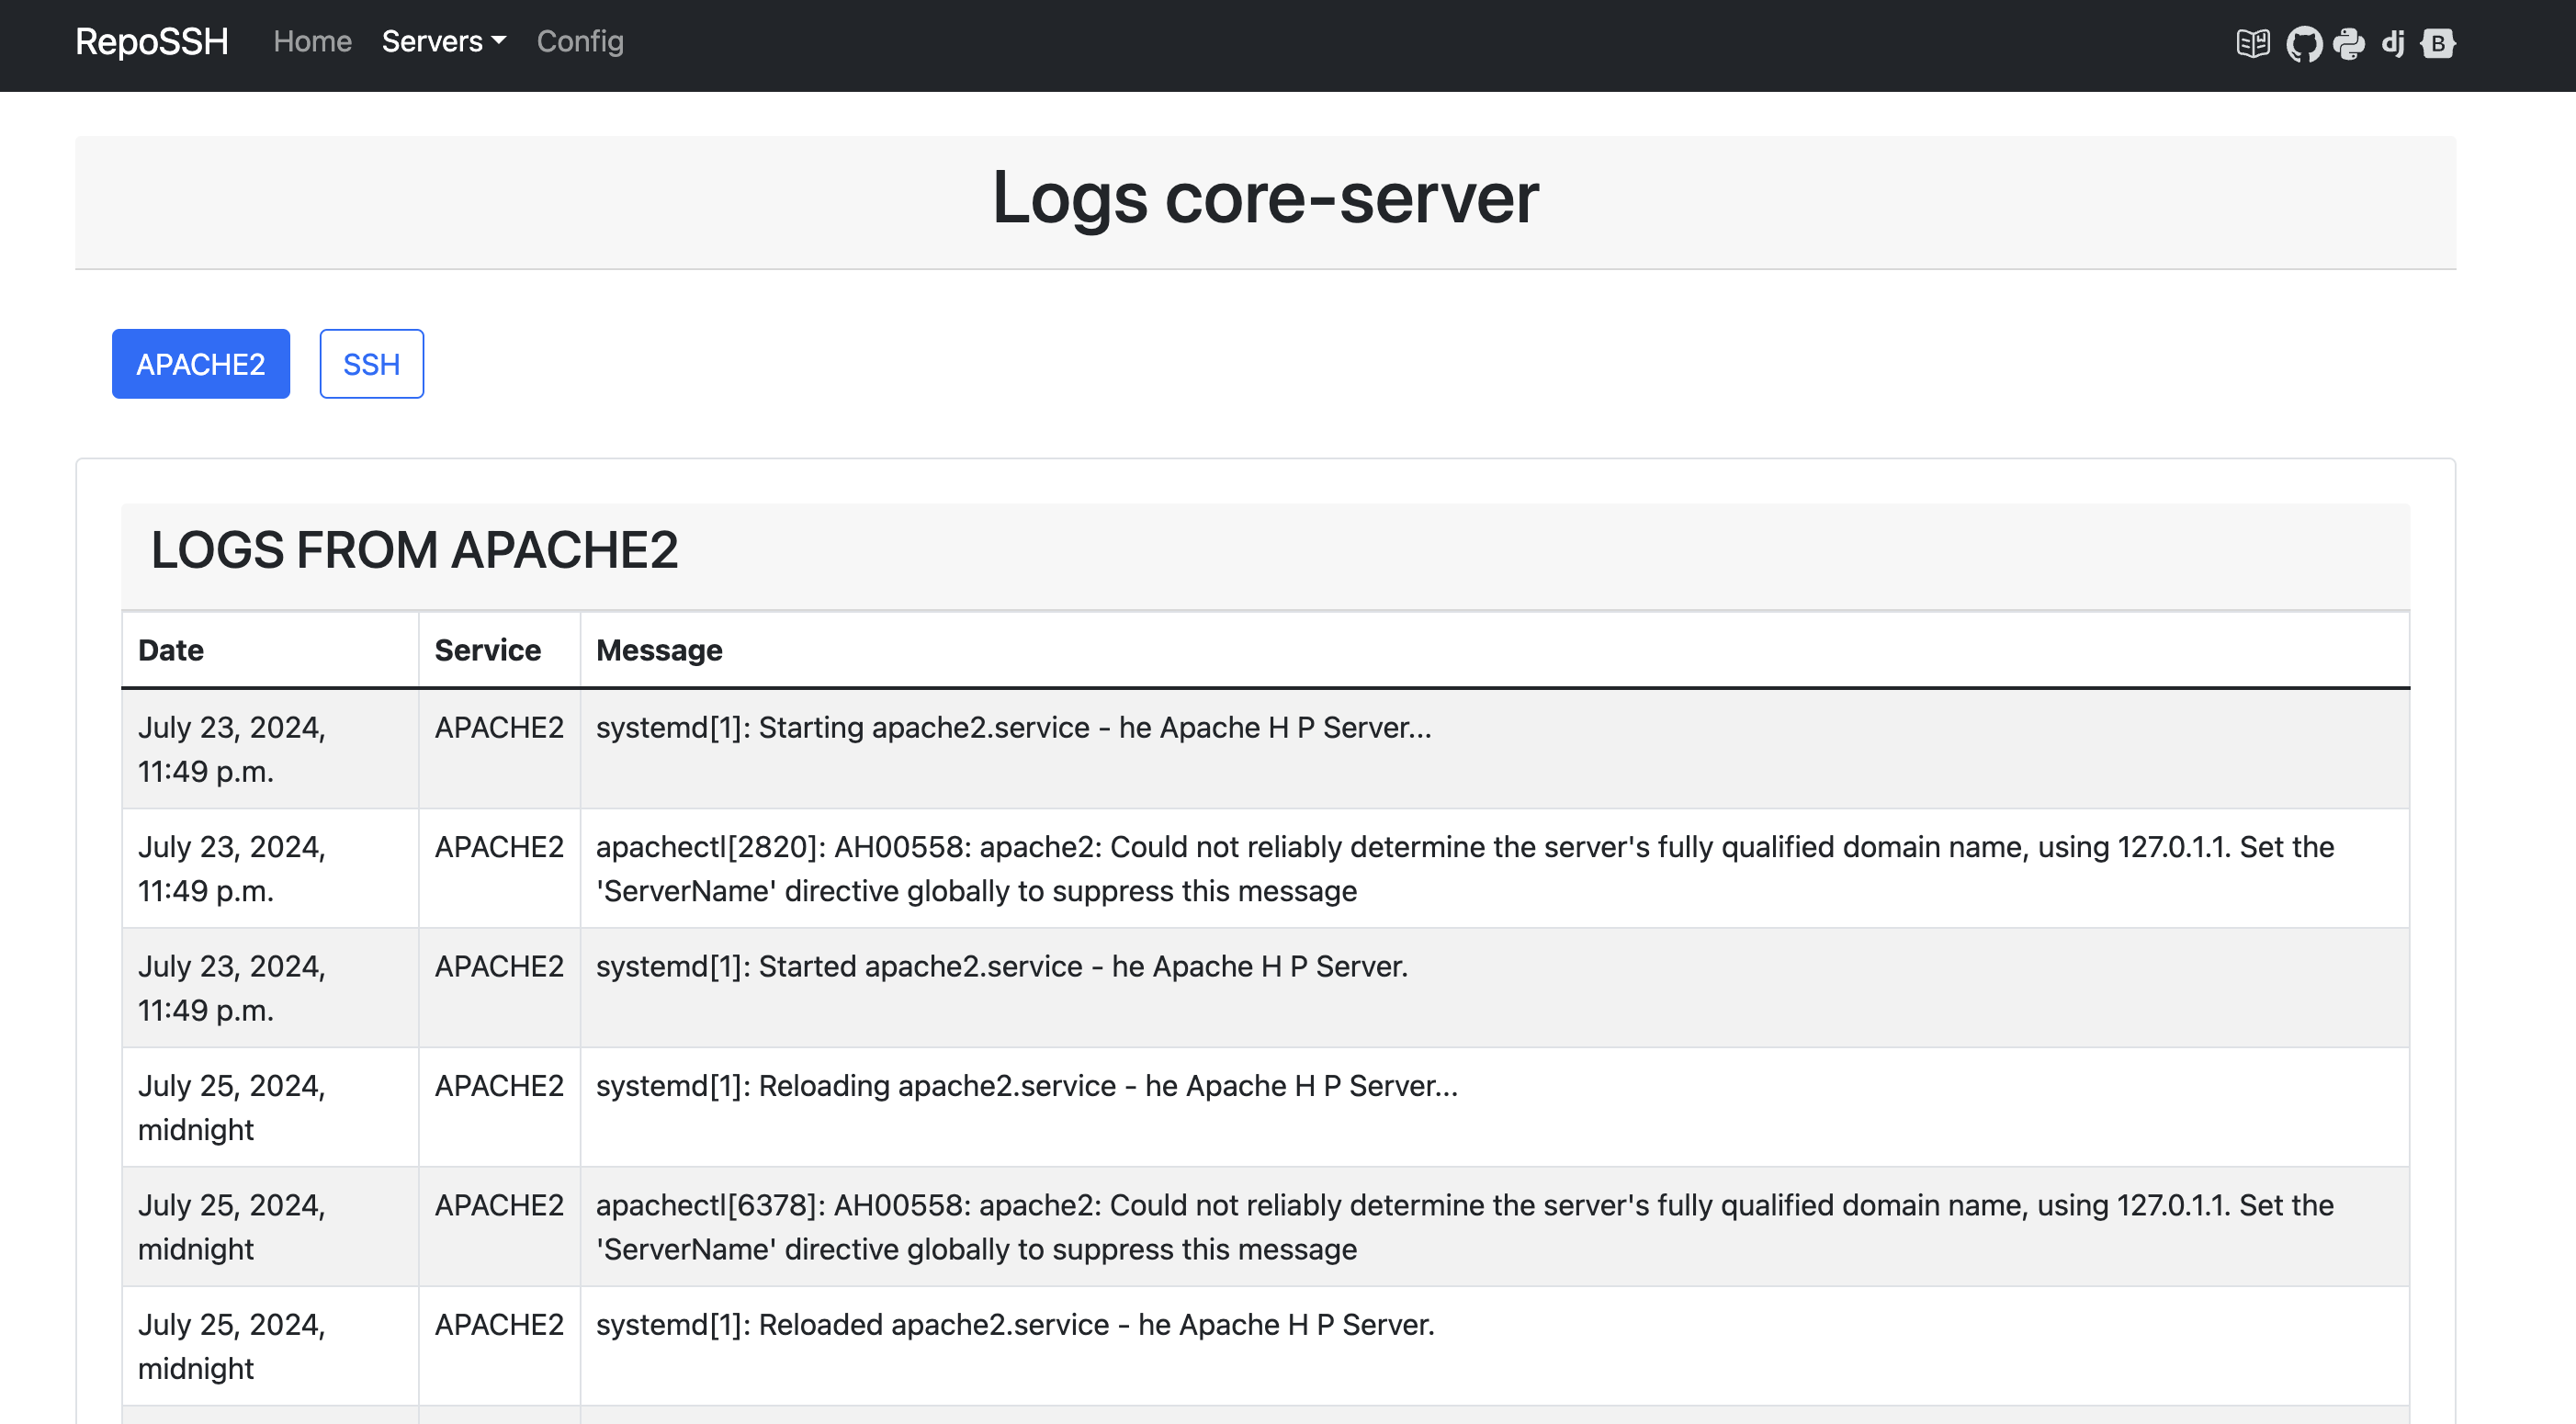 RepoSSH Home Servers Config dj B
Logs core-server
APACHE2 SSH
LOGS FROM APACHE2
Date Service Message
July 23, 2024, APACHE2 systemd[1]: Starting apache2.service - he Apache H P Server...
11:49 p.m.
July 23, 2024, APACHE2 apachectl[2820]: AH00558: apache2: Could not reliably determine the server's fully qualified domain name, using 127.0.1.1. Set the
11:49 p.m. 'ServerName' directive globally to suppress this message
July 23, 2024, APACHE2 systemd[1]: Started apache2.service - he Apache H P Server.
11:49 p.m.
July 25, 2024, APACHE2 systemd[1]: Reloading apache2.service - he Apache H P Server...
midnight
July 25, 2024, APACHE2 apachectl[6378]: AH00558: apache2: Could not reliably determine the server's fully qualified domain name, using 127.0.1.1. Set the
midnight 'ServerName' directive globally to suppress this message
July 25, 2024, APACHE2 systemd[1]: Reloaded apache2.service - he Apache H P Server.
midnight